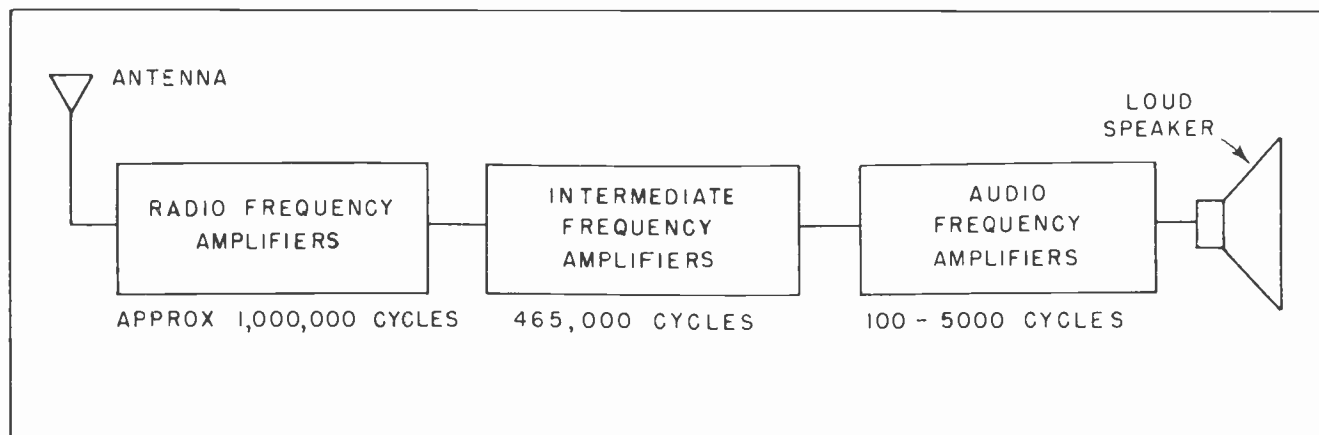 ANTENNA
LOUD
SPEAKER
RADIO FREQUENCY
AMPLIFIERS
INTERMEDIATE
FREQUENCY
AMPLIFIERS
AUDIO
FREQUENCY
AMPLIFIERS
APPROX 1,000,000 CYCLES
465,000 CYCLES
100 - 5000 CYCLES